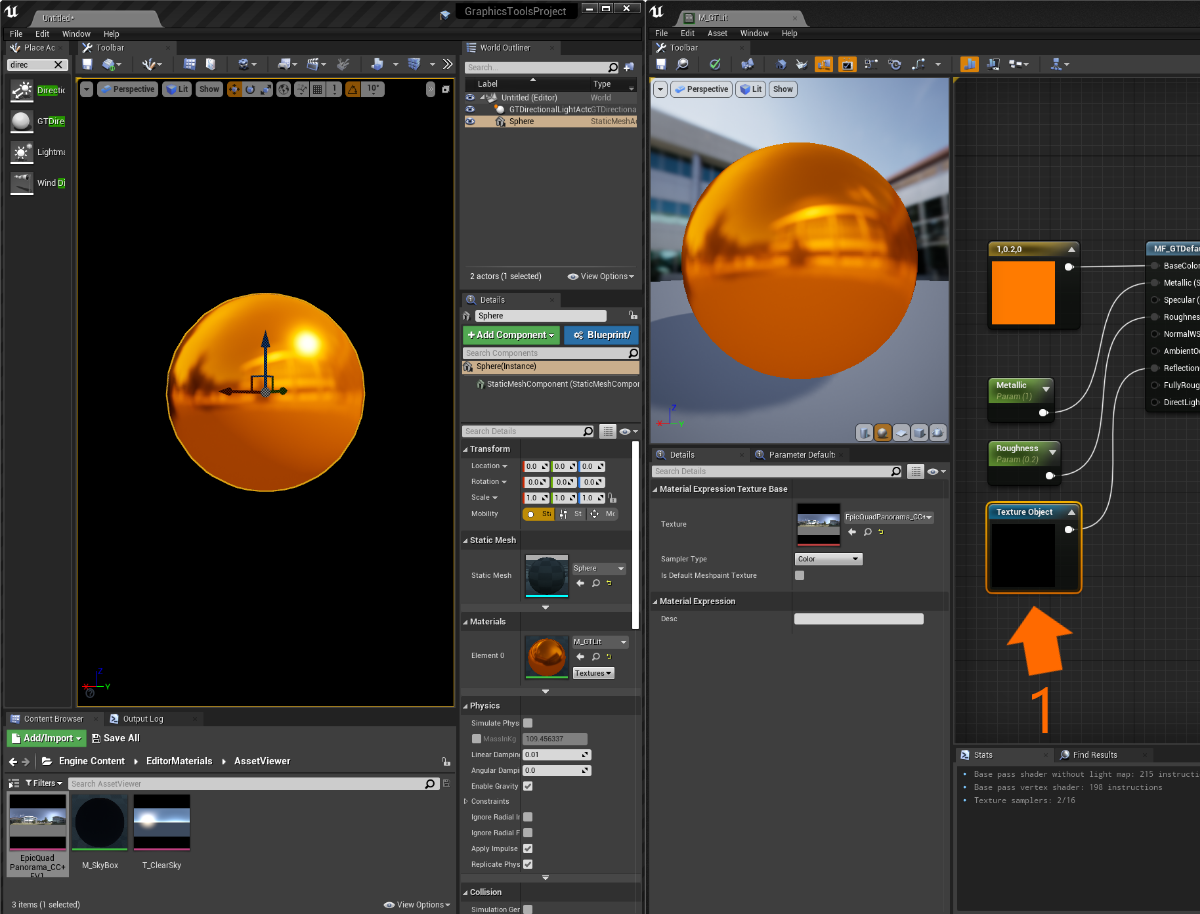 Untitled*
GraphicsToolsProject
File Edit Window Help
Place Ac
Toolbar
direc
Directic
GTDire
Lightma
Wind Di
Perspective
Lit
Show
10°
World Outliner
Search...
Label
Type
Untitled (Editor)
World
GTDirectionalLightActo
GTDirectiona
Sphere
StaticMeshA
2 actors (1 selected)
View Options
Details
Sphere
+Add Component
Blueprint/
Search Components
Sphere(Instance)
StaticMeshComponent (StaticMeshCompor
Search Details
Transform
Location
0.0 0.0 0.0
Rotation
0.0 0.0 0.0
Scale
1.0 1.0 1.0
Mobility
Sta
St
Mo
Static Mesh
Static Mesh
Sphere
Materials
Element 0
M_GTLit
Textures
Physics
Simulate Phys
MassInKg
109.456337
Linear Dampin
0.01
Angular Dampi
0.0
Enable Gravity
Constraints
Ignore Radial I
Ignore Radial F
Apply Impulse
Replicate Phys
Collision
Simulation Ger
Content Browser
Output Log
Add/Import
Save All
Engine Content
EditorMaterials
AssetViewer
Filters
Search AssetViewer
EpicQuad
Panorama_CC+
EV1
M_SkyBox
T_ClearSky
3 items (1 selected)
View Options
M_GTLit
File Edit Asset Window Help
Toolbar
Perspective
Lit
Show
Details
Parameter Default
Search Details
Material Expression Texture Base
Texture
EpicQuadPanorama_CC+
Sampler Type
Color
Is Default Meshpaint Texture
Material Expression
Desc
1,0.2,0
Metallic
Param (1)
Roughness
Param (0.2)
Texture Object
MF_GTDefau
BaseColor
Metallic (S
Specular (
Roughness
NormalWS
AmbientOc
Reflection
FullyRoug
DirectLigh
1
Stats
Find Results
Base pass shader without light map: 215 instructi
Base pass vertex shader: 198 instructions
Texture samplers: 2/16